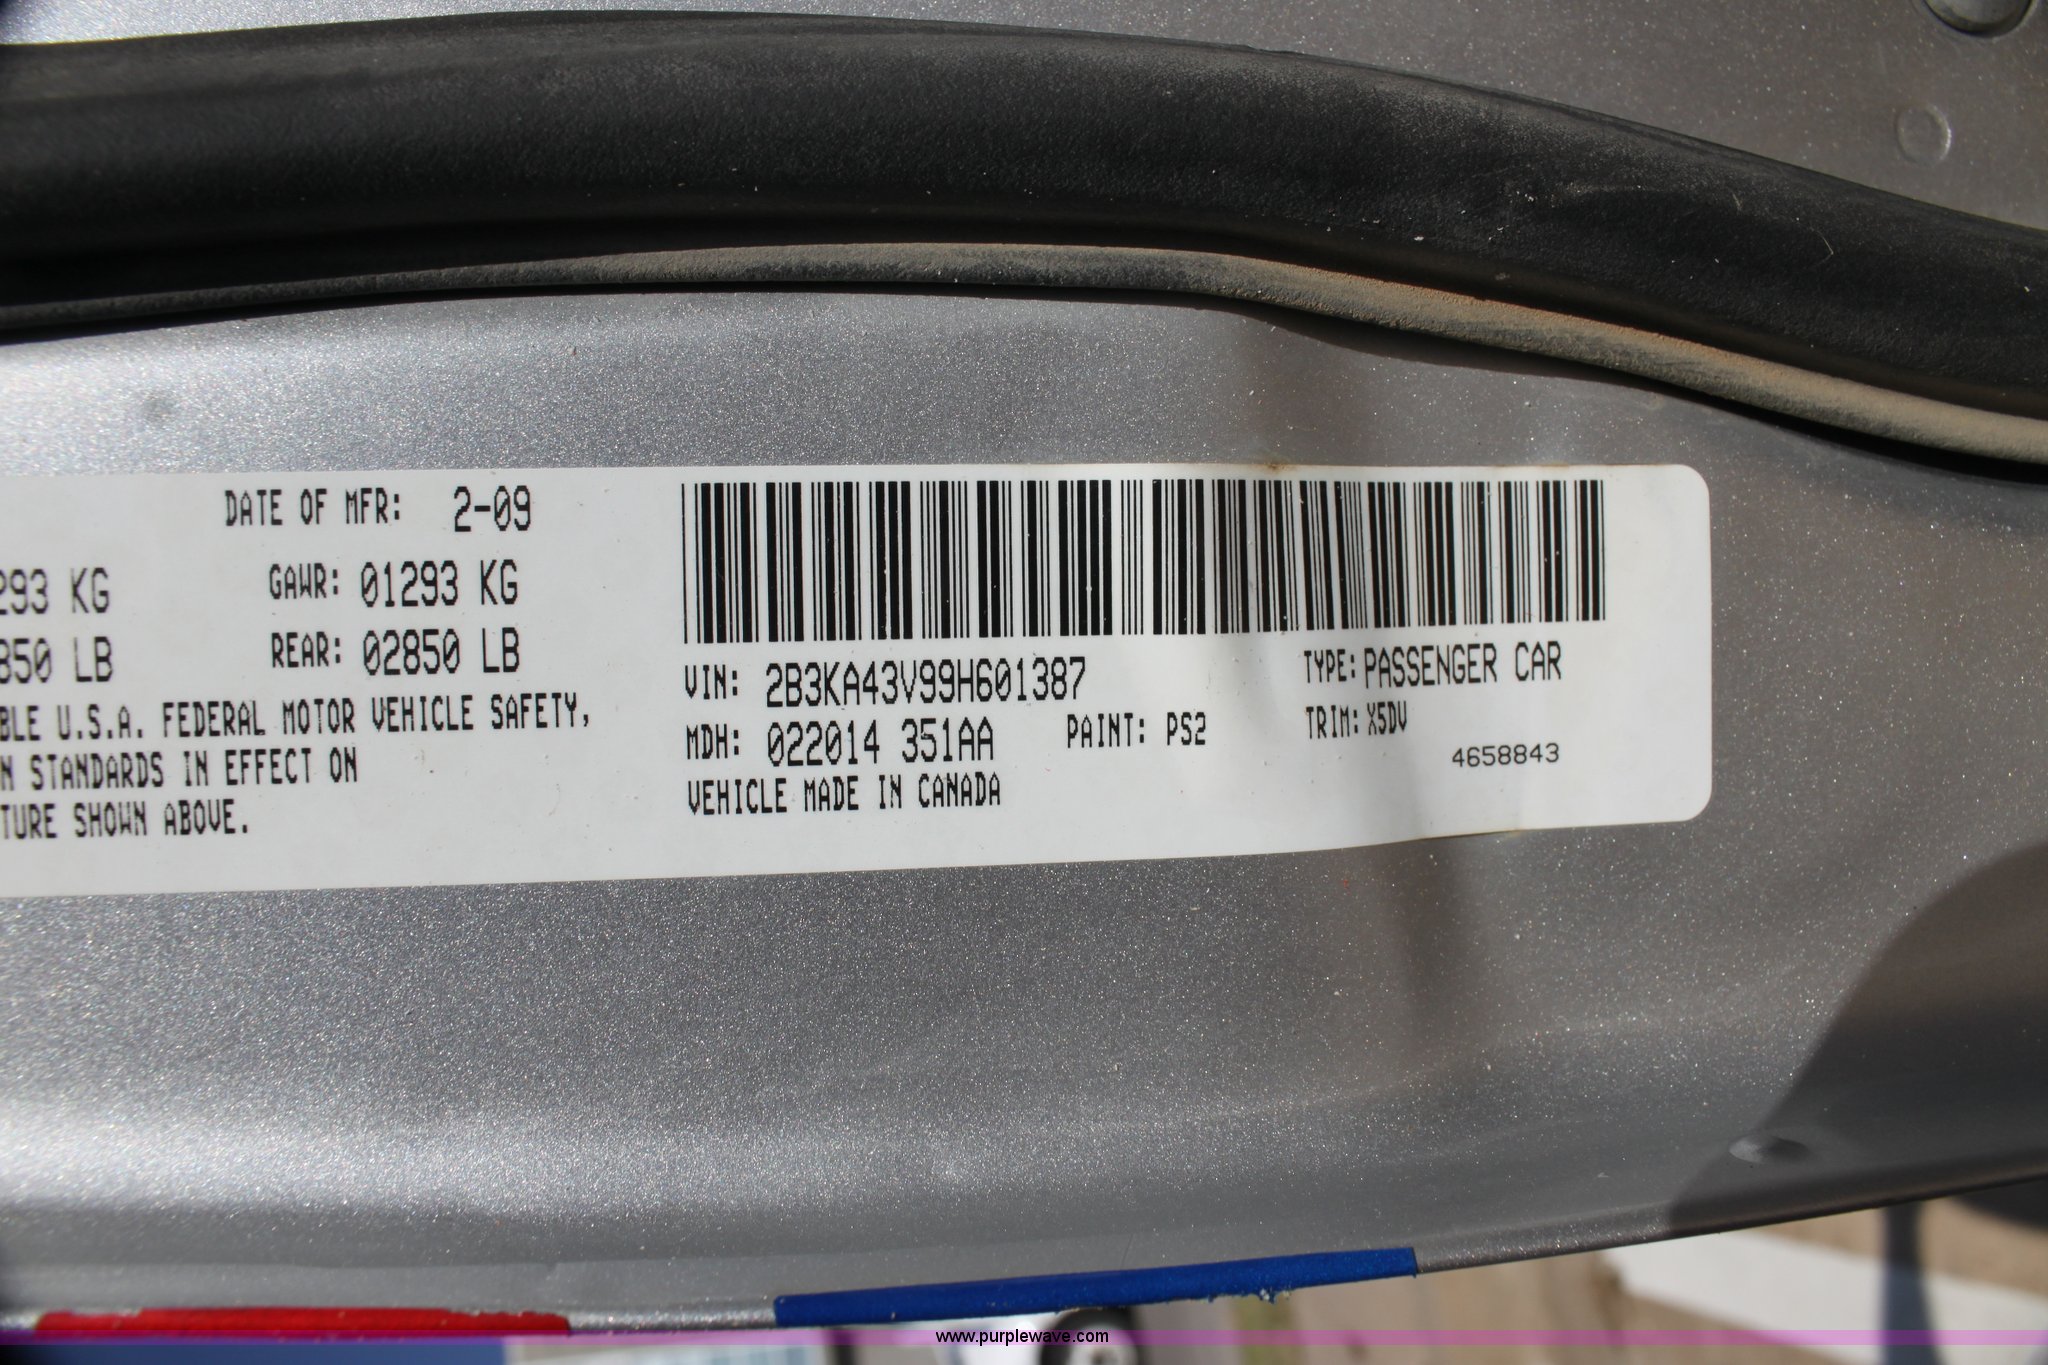 DATE OF MFR: 2-09
293 KG GAWR: 01293 KG
850 LB REAR: 02850 LB
BLE U.S.A. FEDERAL MOTOR VEHICLE SAFETY,
N STANDARDS IN EFFECT ON
TURE SHOWN ABOVE.
VIN: 2B3KA43V99H601387 TYPE: PASSENGER CAR
MDH: 022014 351AA PAINT: PS2 TRIM: X5DV
VEHICLE MADE IN CANADA 4658843
www.purplewave.com